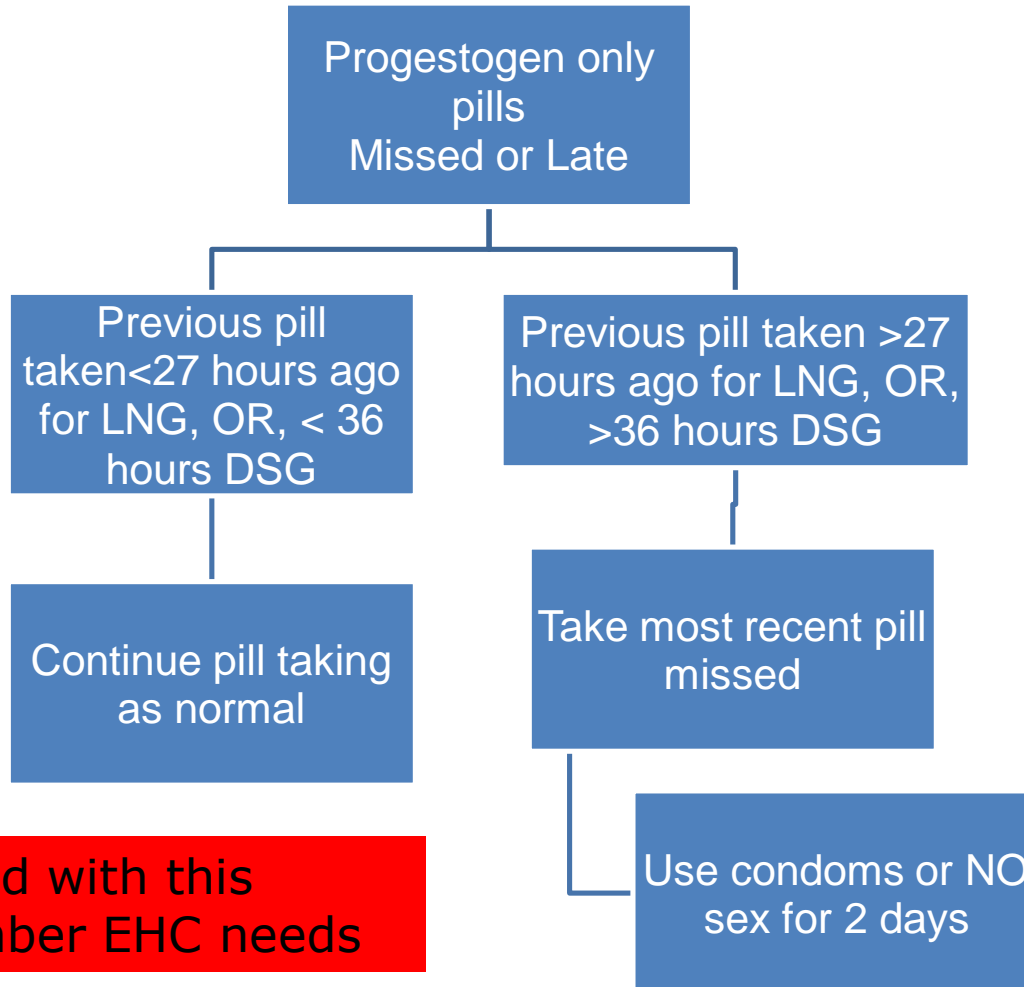 Progestogen only
pills
Missed or Late
Previous pill
taken<27 hours ago
for LNG, OR, < 36
hours DSG
Previous pill taken >27
hours ago for LNG, OR,
>36 hours DSG
Continue pill taking
as normal
Take most recent pill
missed
Use condoms or NO
sex for 2 days
with this
EHC needs